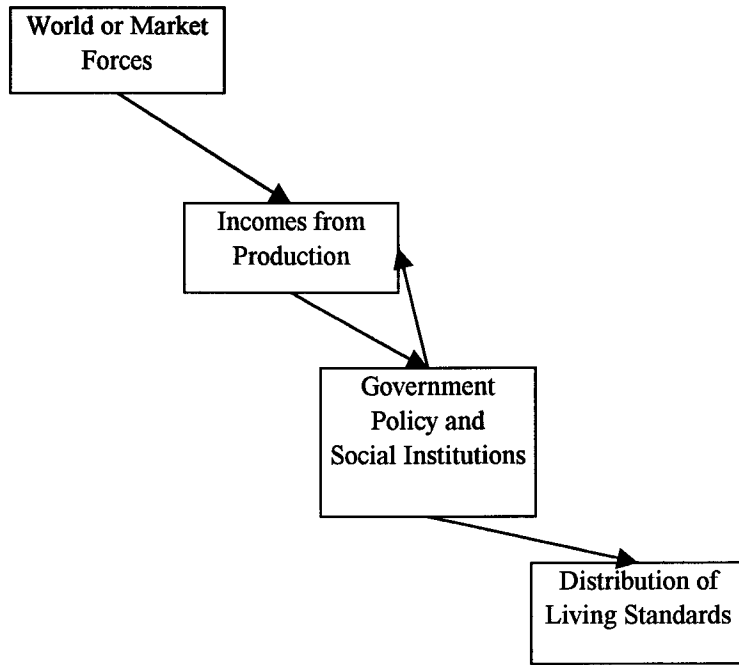 World or Market
Forces
Incomes from
Production
Government
Policy and
Social Institutions
Distribution of
Living Standards